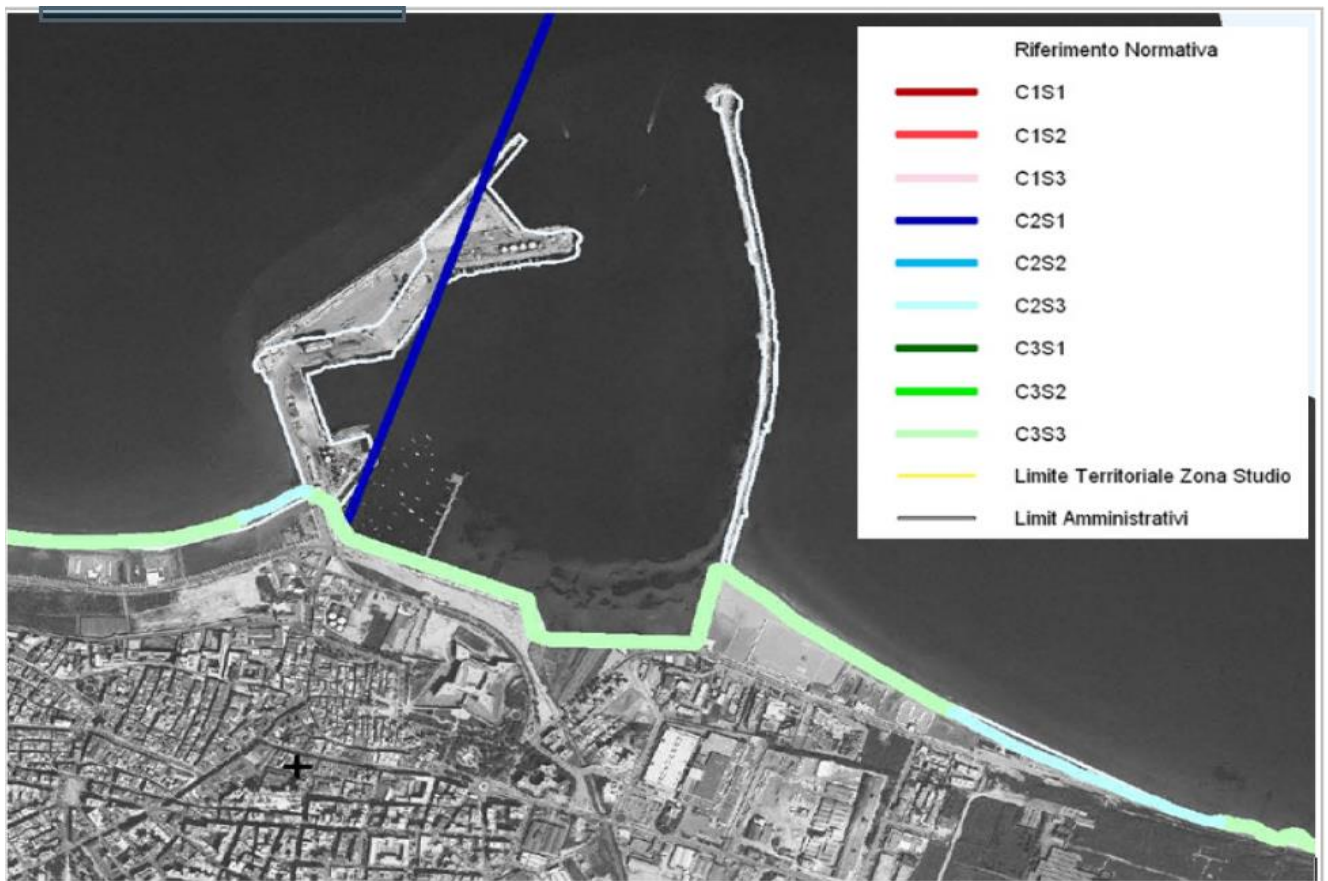 Riferimento Normativa
C1S1
C1S2
C1S3
C2S1
C2S2
C2S3
C3S1
C3S2
C3S3
Limite Territoriale Zona Studio
Limit Amministrativi